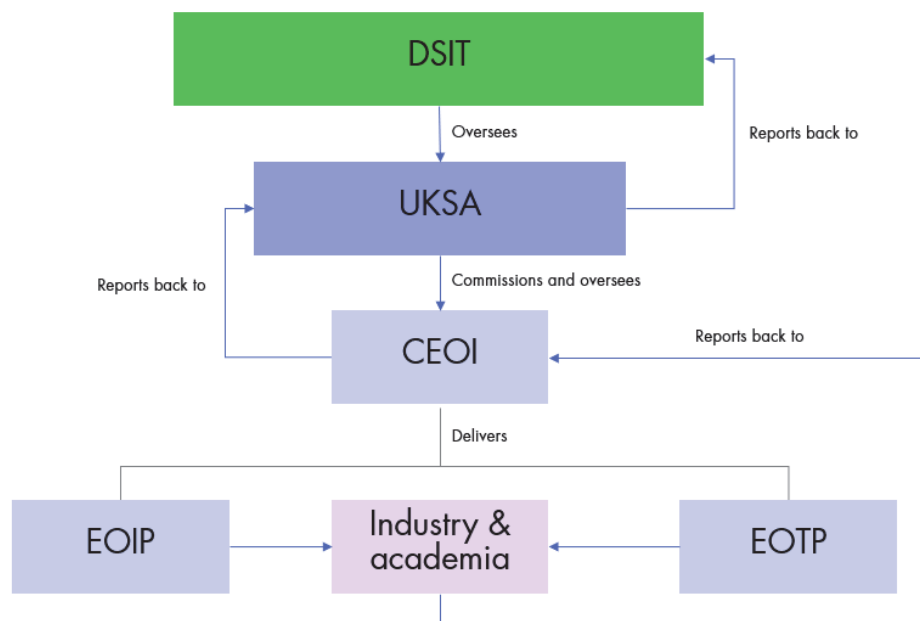 DSIT
Oversees
Reports back to
UKSA
Reports back to
Commissions and oversees
CEOI
Reports back to
Delivers
EOIP
Industry &
academia
EOTP